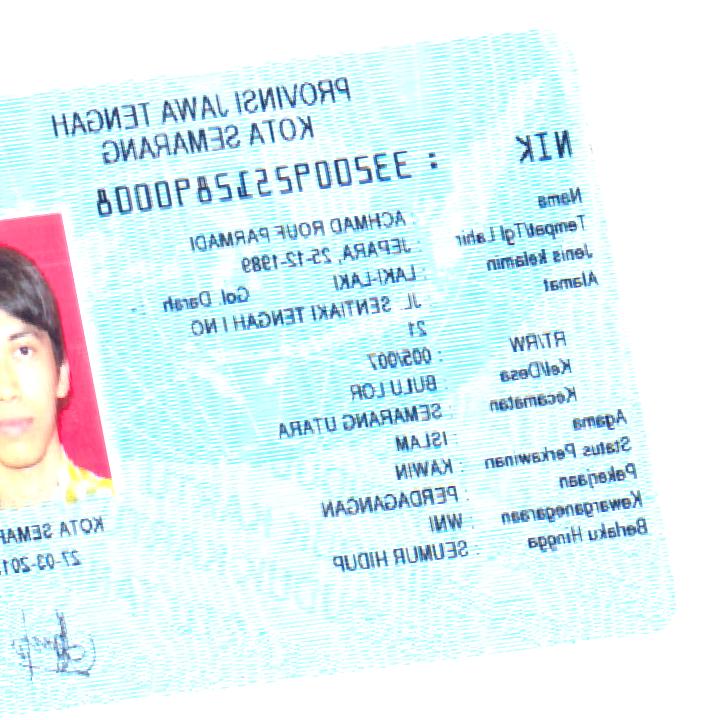 PROVINSI JAWA TENGAH
KOTA SEMARANG
NIK : 3320052512890008
Nama : ACHMAD ROUF PARMADI
Tempat/Tgl Lahir : JEPARA, 25-12-1989
Jenis kelamin : LAKI-LAKI Gol. Darah : -
Alamat : JL. SENTIAKI TENGAH I NO
21
RT/RW : 005/007
Kel/Desa : BULU LOR
Kecamatan : SEMARANG UTARA
Agama : ISLAM
Status Perkawinan : KAWIN
Pekerjaan : PERDAGANGAN
Kewarganegaraan : WNI
Berlaku Hingga : SEUMUR HIDUP
KOTA SEMAR
27-03-201